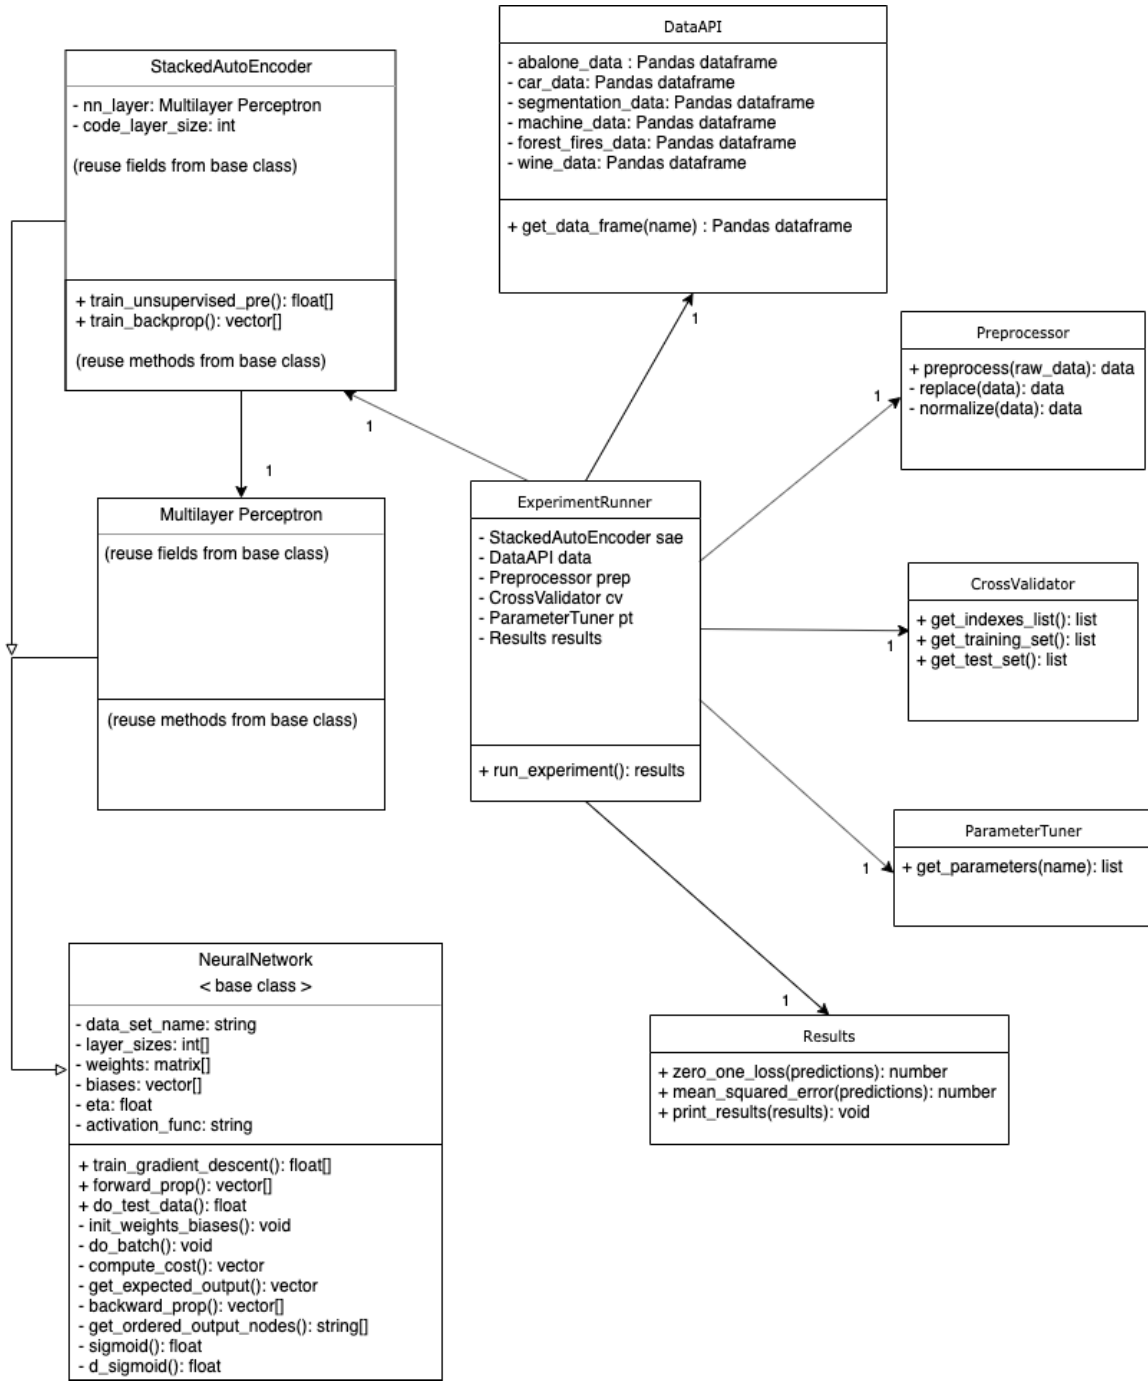 DataAPI
- abalone_data : Pandas dataframe
- car_data: Pandas dataframe
- segmentation_data: Pandas dataframe
- machine_data: Pandas dataframe
- forest_fires_data: Pandas dataframe
- wine_data: Pandas dataframe
+ get_data_frame(name) : Pandas dataframe
StackedAutoEncoder
- nn_layer: Multilayer Perceptron
- code_layer_size: int
(reuse fields from base class)
+ train_unsupervised_pre(): float[]
+ train_backprop(): vector[]
(reuse methods from base class)
1
1
1
1
Preprocessor
+ preprocess(raw_data): data
- replace(data): data
- normalize(data): data
Multilayer Perceptron
(reuse fields from base class)
(reuse methods from base class)
ExperimentRunner
- StackedAutoEncoder sae
- DataAPI data
- Preprocessor prep
- CrossValidator cv
- ParameterTuner pt
- Results results
+ run_experiment(): results
1
CrossValidator
+ get_indexes_list(): list
+ get_training_set(): list
+ get_test_set(): list
1
ParameterTuner
+ get_parameters(name): list
1
Results
+ zero_one_loss(predictions): number
+ mean_squared_error(predictions): number
+ print_results(results): void
NeuralNetwork
< base class >
- data_set_name: string
- layer_sizes: int[]
- weights: matrix[]
- biases: vector[]
- eta: float
- activation_func: string
+ train_gradient_descent(): float[]
+ forward_prop(): vector[]
+ do_test_data(): float
- init_weights_biases(): void
- do_batch(): void
- compute_cost(): vector
- get_expected_output(): vector
- backward_prop(): vector[]
- get_ordered_output_nodes(): string[]
- sigmoid(): float
- d_sigmoid(): float